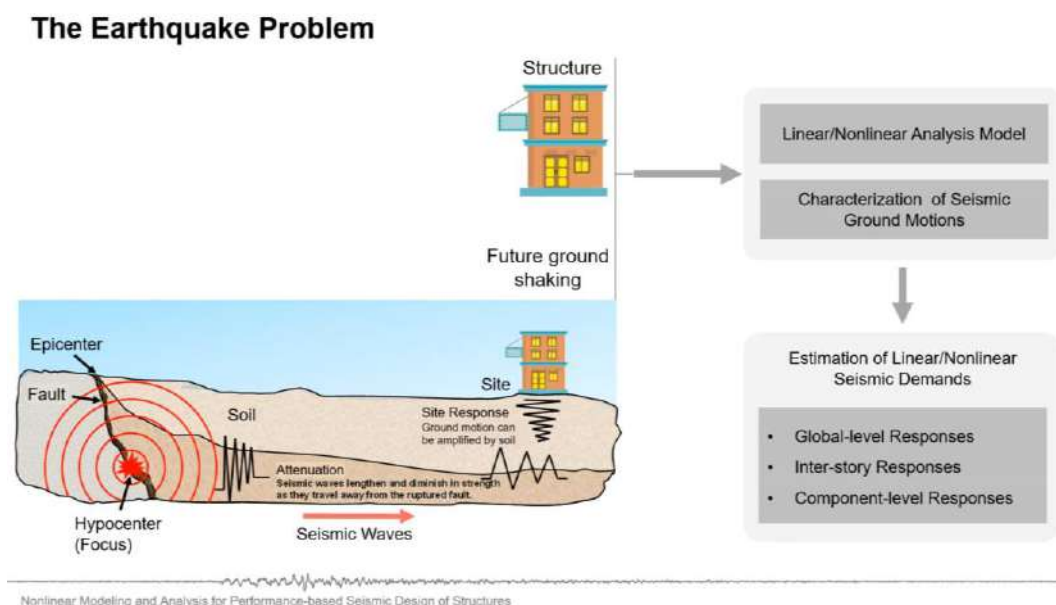 The Earthquake Problem
Structure
Future ground
shaking
Epicenter
Fault
Soil
Site
Site Response
Ground motion can
be amplified by soil
Attenuation
Seismic waves lengthen and diminish in strength
as they travel away from the ruptured fault.
Hypocenter
(Focus)
Seismic Waves
Linear/Nonlinear Analysis Model
Characterization of Seismic
Ground Motions
Estimation of Linear/Nonlinear
Seismic Demands
• Global-level Responses
• Inter-story Responses
• Component-level Responses
Nonlinear Modeling and Analysis for Performance-based Seismic Design of Structures